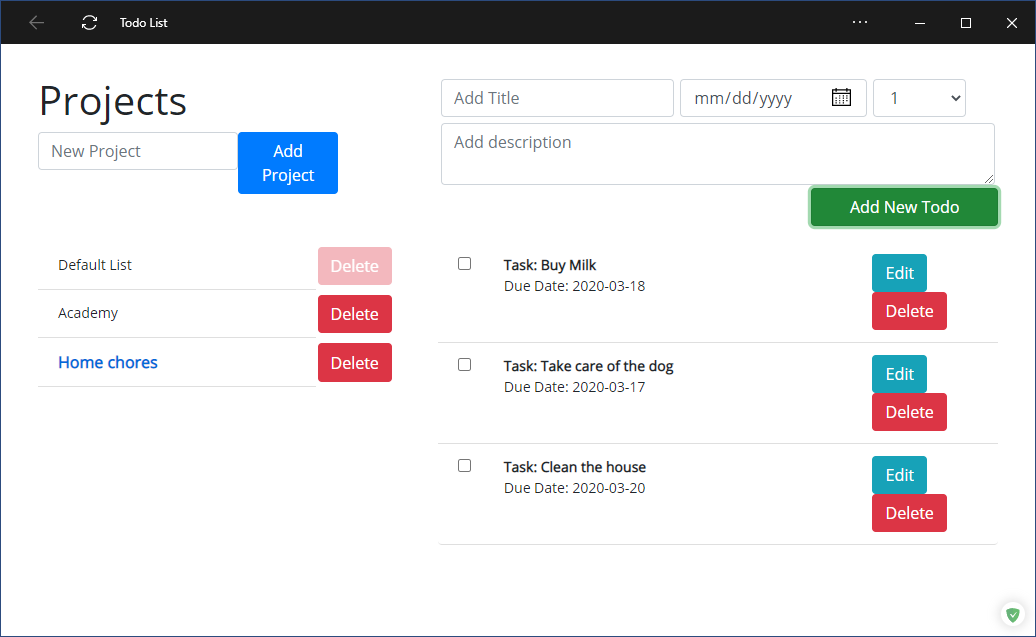 Todo List
Projects
New Project
Add
Project
Add Title
mm/dd/yyyy
1
Add description
Add New Todo
Default List
Delete
Academy
Delete
Home chores
Delete
Task: Buy Milk
Due Date: 2020-03-18
Edit
Delete
Task: Take care of the dog
Due Date: 2020-03-17
Edit
Delete
Task: Clean the house
Due Date: 2020-03-20
Edit
Delete